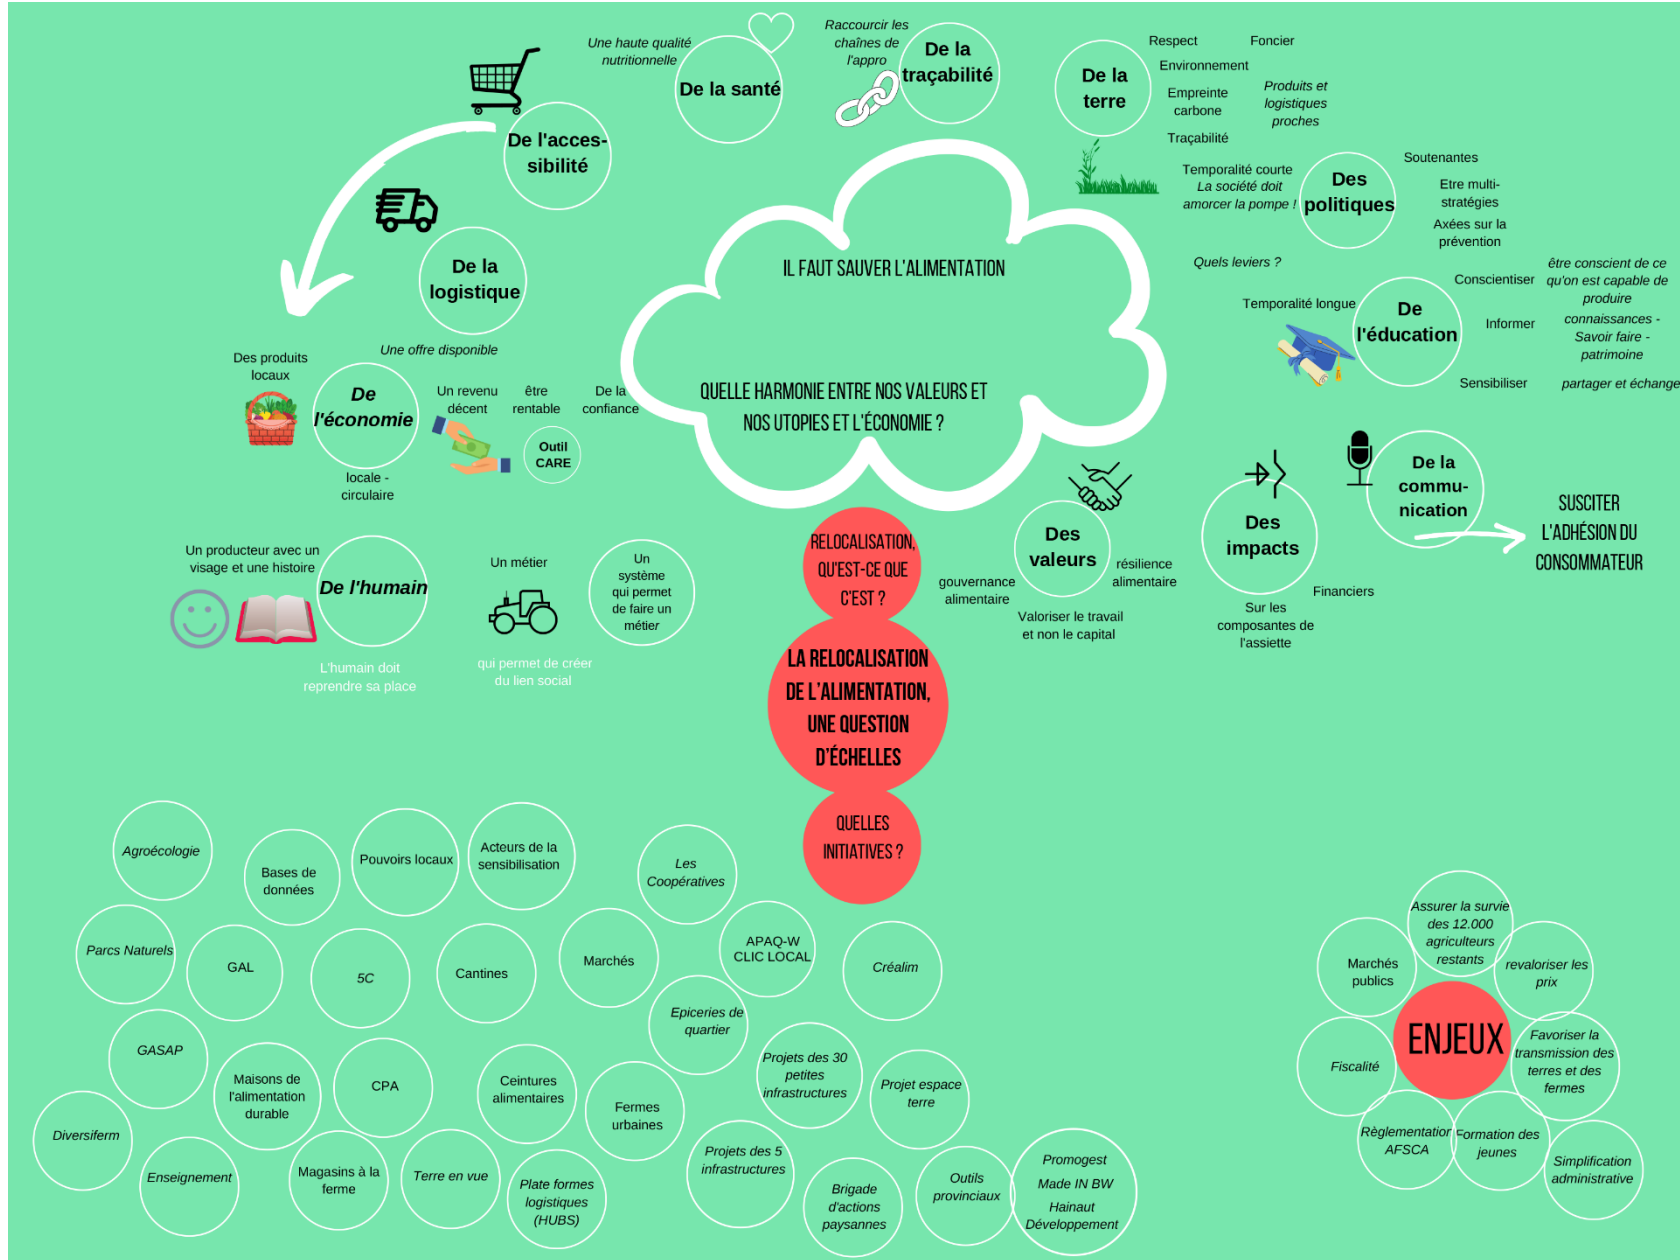 Une haute qualité
nutritionnelle
De la santé
Raccourcir les
chaînes de
l'appro
De la
traçabilité
De la
terre
Respect
Foncier
Environnement
Empreinte
carbone
Produits et
logistiques
proches
Traçabilité
De l'acces-
sibilité
De la
logistique
Temporalité courte
La société doit
amorcer la pompe !
Des
politiques
Soutenantes
Etre multi-
stratégies
Axées sur la
prévention
IL FAUT SAUVER L'ALIMENTATION
QUELLE HARMONIE ENTRE NOS VALEURS ET
NOS UTOPIES ET L'ÉCONOMIE ?
Quels leviers ?
Temporalité longue
De
l'éducation
Conscientiser
être conscient de ce
qu'on est capable de
produire
Informer
connaissances -
Savoir faire -
patrimoine
Sensibiliser
partager et échange
Une offre disponible
Des produits
locaux
De
l'économie
locale -
circulaire
Un revenu
décent
être
rentable
De la
confiance
Outil
CARE
Un producteur avec un
visage et une histoire
De l'humain
L'humain doit
reprendre sa place
Un métier
qui permet de créer
du lien social
Un
système
qui permet
de faire un
métier
RELOCALISATION,
QU'EST-CE QUE
C'EST ?
Des
valeurs
gouvernance
alimentaire
résilience
alimentaire
Valoriser le travail
et non le capital
Des
impacts
Financiers
Sur les
composantes de
l'assiette
De la
commu-
nication
SUSCITER
L'ADHÉSION DU
CONSOMMATEUR
LA RELOCALISATION
DE L'ALIMENTATION,
UNE QUESTION
D'ÉCHELLES
QUELLES
INITIATIVES ?
Agroécologie
Bases de
données
Pouvoirs locaux
Acteurs de la
sensibilisation
Les
Coopératives
Parcs Naturels
GAL
5C
Cantines
Marchés
APAQ-W
CLIC LOCAL
Créalim
Epiceries de
quartier
GASAP
Maisons de
l'alimentation
durable
CPA
Ceintures
alimentaires
Fermes
urbaines
Projets des 30
petites
infrastructures
Projet espace
terre
Diversiferm
Enseignement
Magasins à la
ferme
Terre en vue
Plate formes
logistiques
(HUBS)
Projets des 5
infrastructures
Brigade
d'actions
paysannes
Outils
provinciaux
Promogest
Made IN BW
Hainaut
Développement
ENJEUX
Assurer la survie
des 12.000
agriculteurs
restants
Marchés
publics
revaloriser les
prix
Fiscalité
Favoriser la
transmission des
terres et des
fermes
Règlementation
AFSCA
Formation des
jeunes
Simplification
administrative